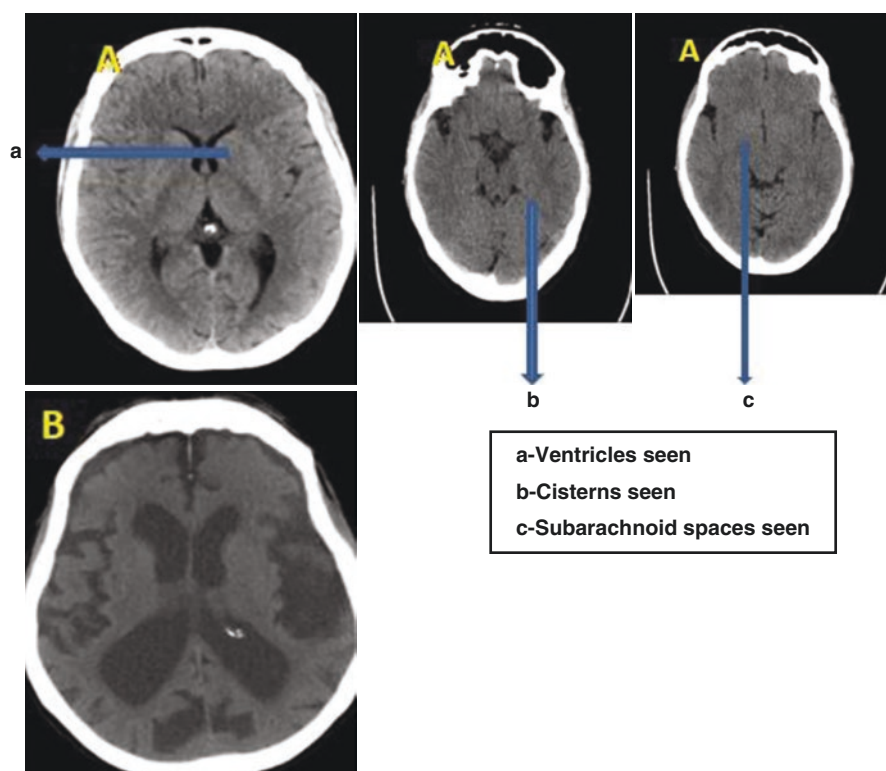 A
A
A
a
b
c
B
a-Ventricles seen
b-Cisterns seen
c-Subarachnoid spaces seen